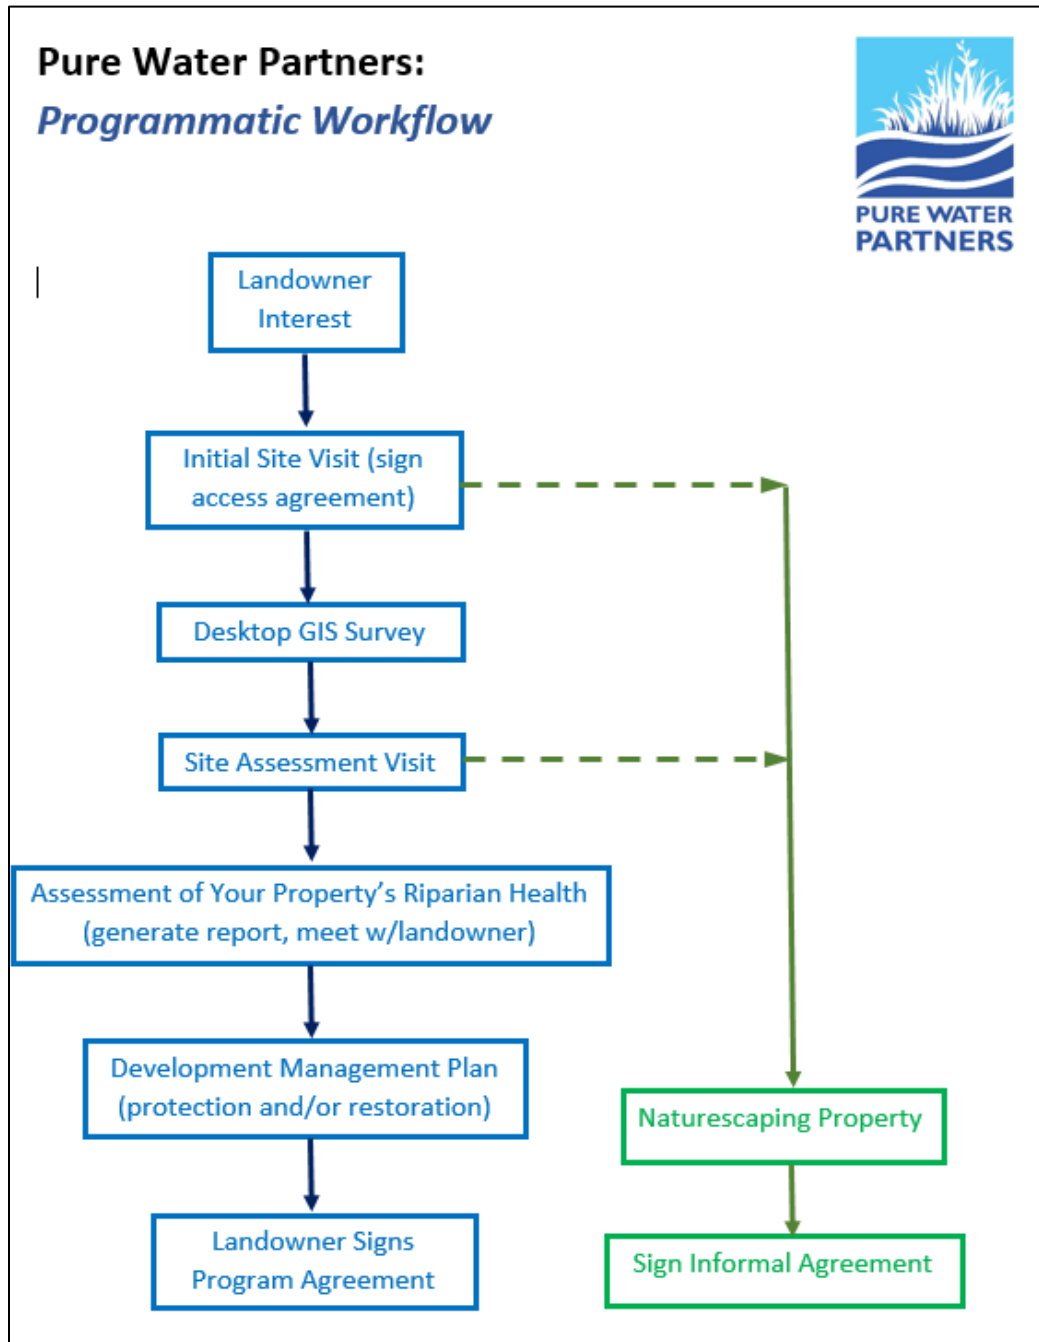 Pure Water Partners:
Programmatic Workflow
PURE WATER
PARTNERS
Landowner
Interest
Initial Site Visit (sign
access agreement)
Desktop GIS Survey
Site Assessment Visit
Assessment of Your Property’s Riparian Health
(generate report, meet w/landowner)
Development Management Plan
(protection and/or restoration)
Naturescaping Property
Landowner Signs
Program Agreement
Sign Informal Agreement